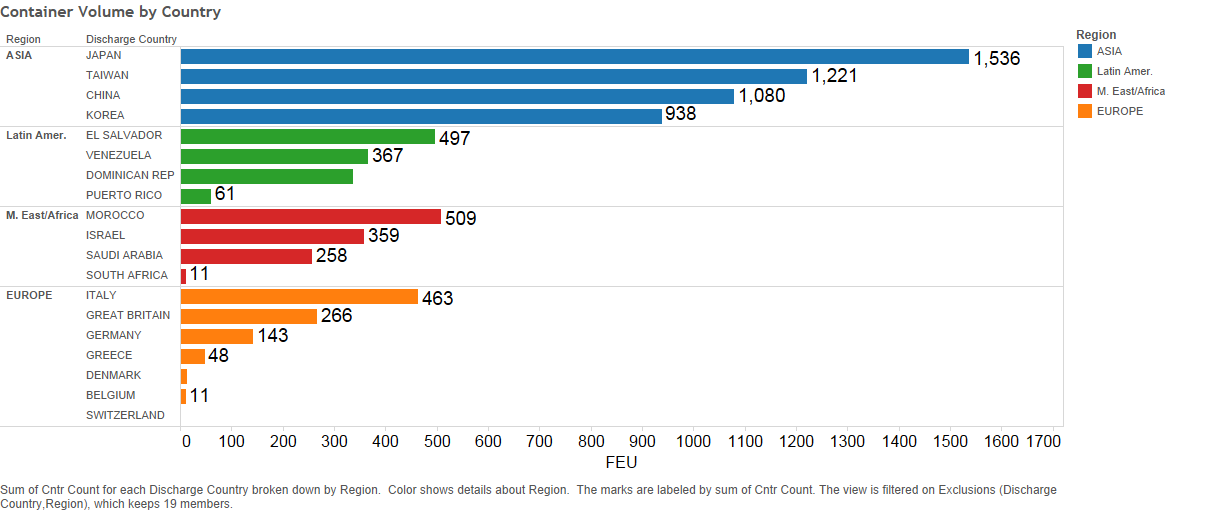 Container Volume by Country
Region Discharge Country
ASIA JAPAN 1,536
TAIWAN 1,221
CHINA 1,080
KOREA 938
Latin Amer. EL SALVADOR 497
VENEZUELA 367
DOMINICAN REP
PUERTO RICO 61
M. East/Africa MOROCCO 509
ISRAEL 359
SAUDI ARABIA 258
SOUTH AFRICA 11
EUROPE ITALY 463
GREAT BRITAIN 266
GERMANY 143
GREECE 48
DENMARK
BELGIUM 11
SWITZERLAND
0 100 200 300 400 500 600 700 800 900 1000 1100 1200 1300 1400 1500 1600 1700
FEU
Region
ASIA
Latin Amer.
M. East/Africa
EUROPE
Sum of Cntr Count for each Discharge Country broken down by Region.  Color shows details about Region.  The marks are labeled by sum of Cntr Count. The view is filtered on Exclusions (Discharge
Country,Region), which keeps 19 members.